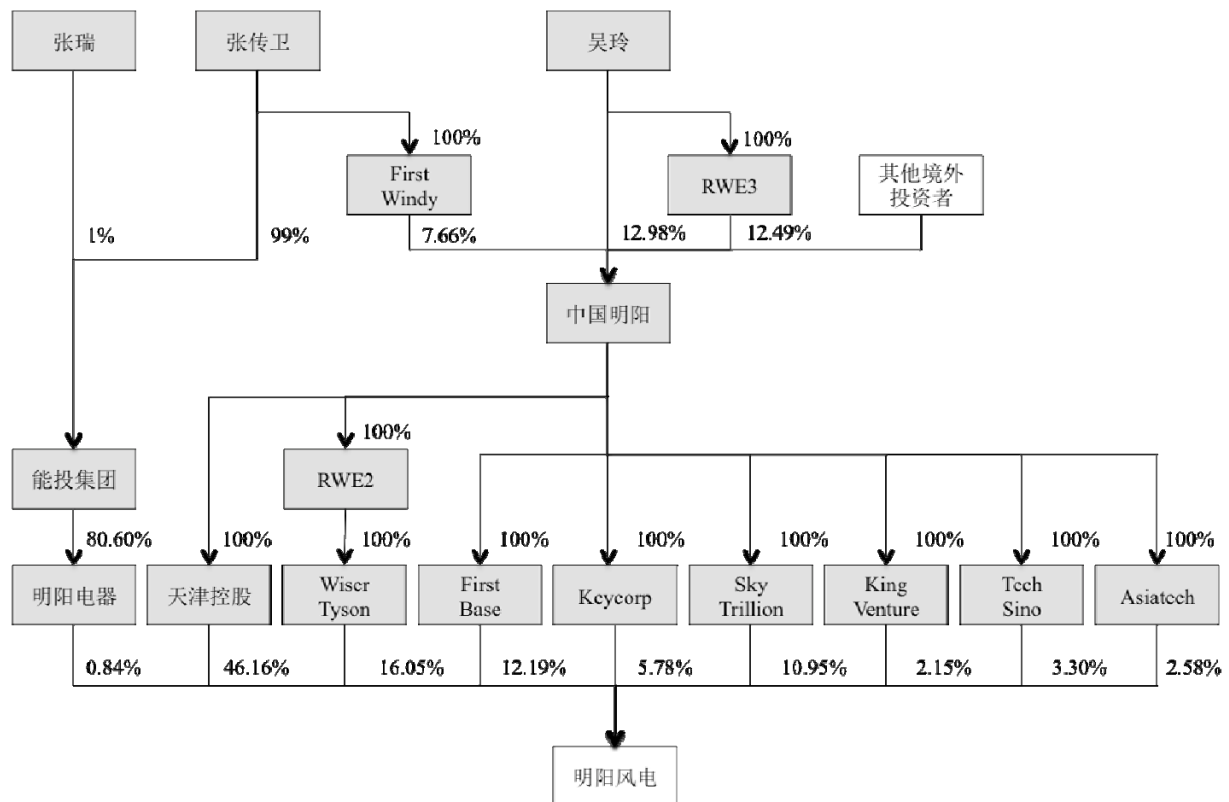 张瑞
张传卫
吴玲
100%
100%
First
Windy
RWE3
其他境外
投资者
1%
99%
7.66%
12.98%
12.49%
中国明阳
100%
能投集团
RWE2
80.60%
100%
100%
100%
100%
100%
100%
100%
100%
明阳电器
天津控股
Wiser
Tyson
First
Base
Keycorp
Sky
Trillion
King
Venture
Tech
Sino
Asiatech
0.84%
46.16%
16.05%
12.19%
5.78%
10.95%
2.15%
3.30%
2.58%
明阳风电